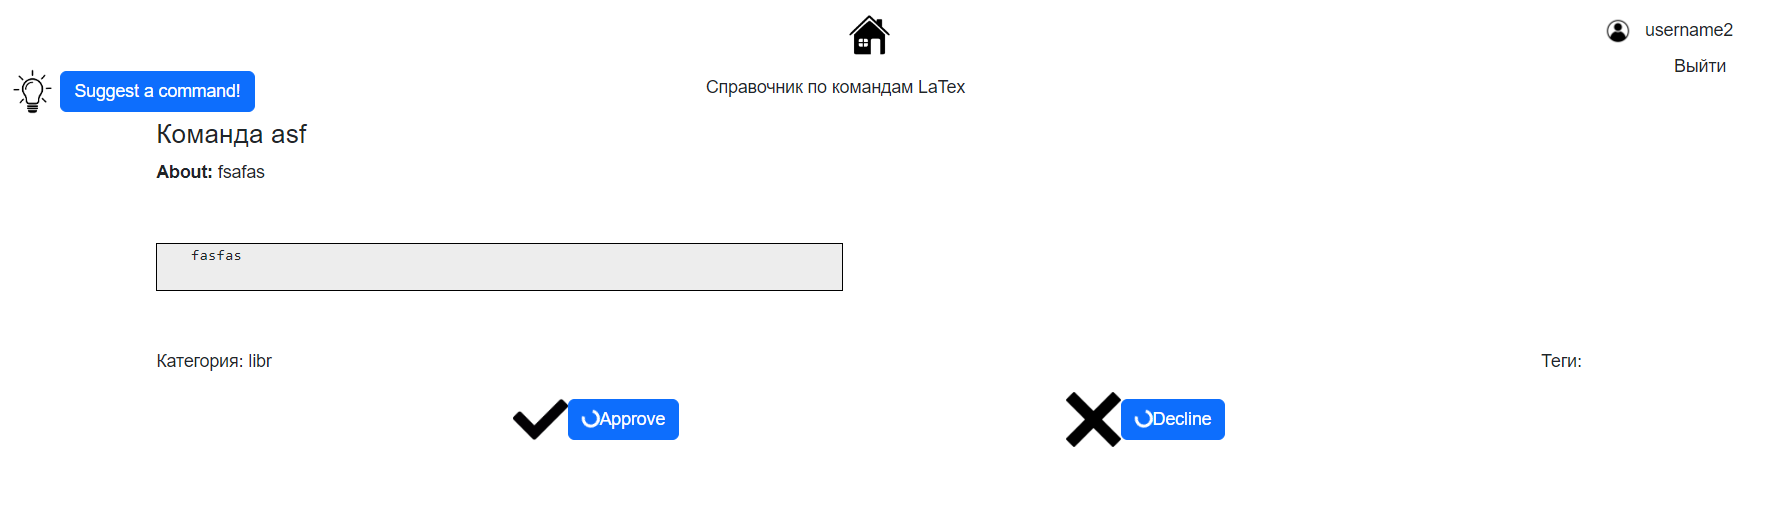 username2
Выйти
Suggest a command!
Справочник по командам LaTex
Команда asf
About: fsafas
fasfas
Категория: libr
Теги:
Approve
Decline